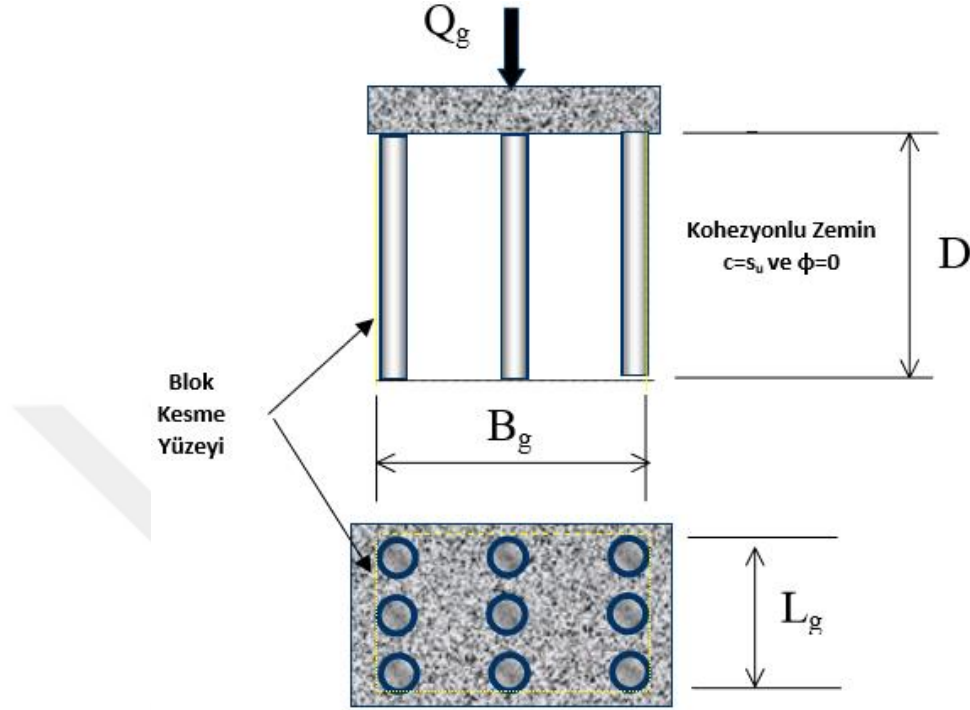 Q_g
Kohezyonlu Zemin
c=s_u ve ϕ=0
D
Blok
Kesme
Yüzeyi
B_g
L_g